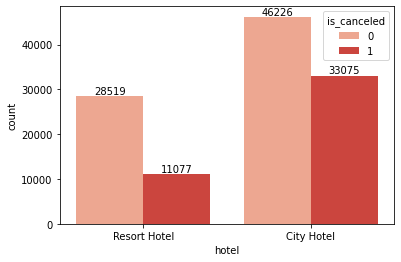 46226
is_canceled
0
1
33075
28519
11077
40000
30000
20000
10000
0
count
Resort Hotel
City Hotel
hotel